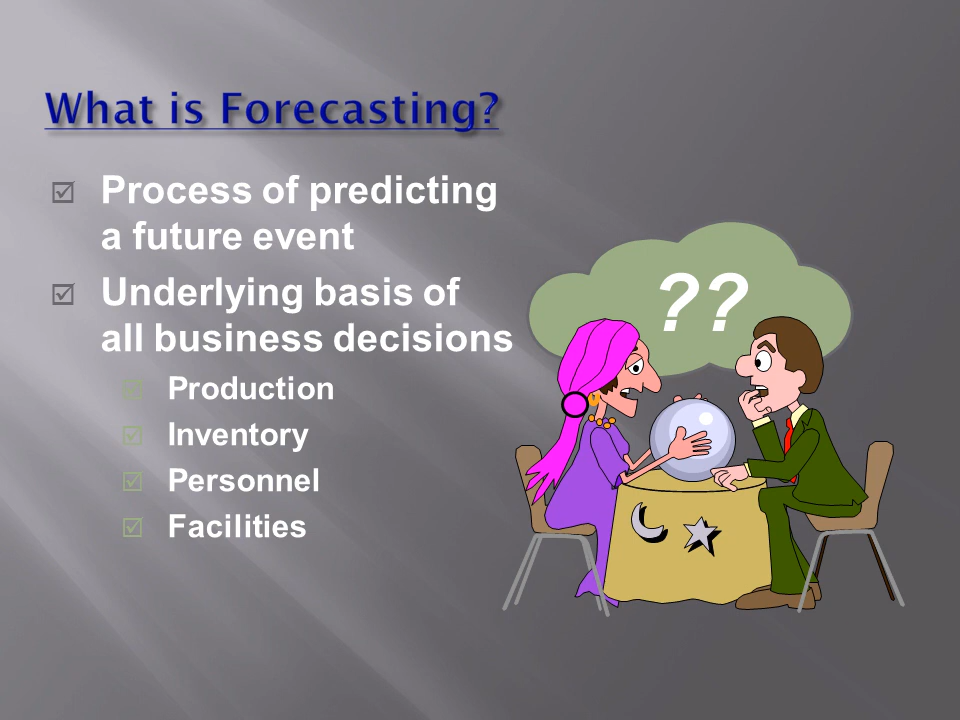 What is Forecasting?
Process of predicting
a future event
Underlying basis of
all business decisions
Production
Inventory
Personnel
Facilities
??